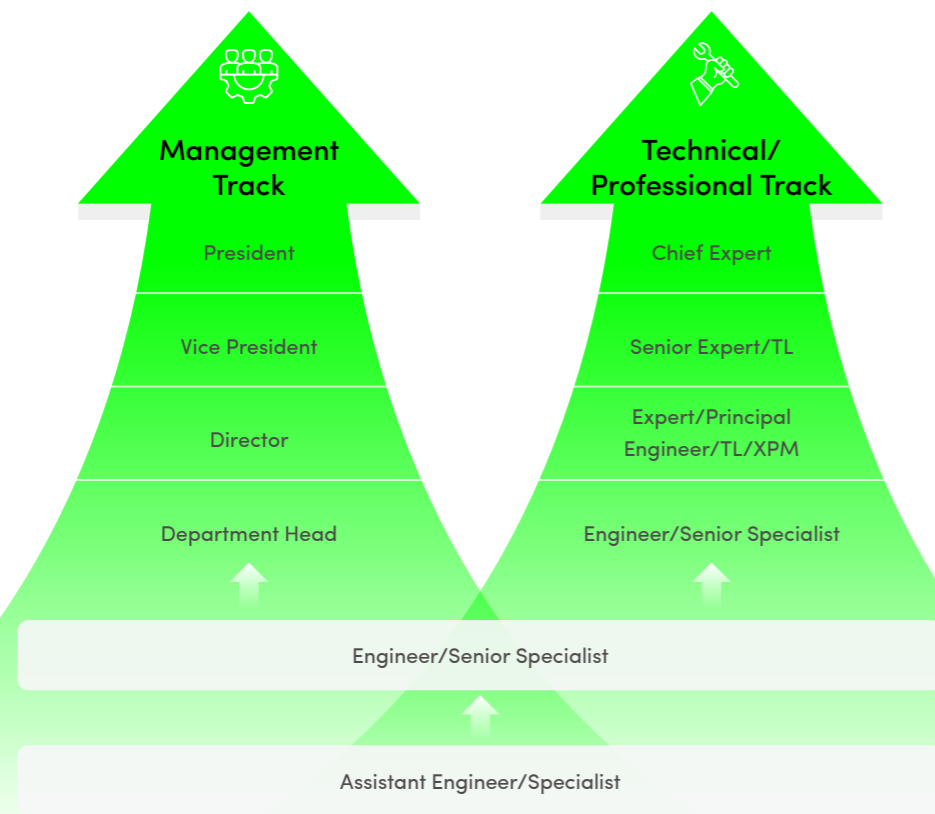 Management
Track
President
Vice President
Director
Department Head
Technical/
Professional Track
Chief Expert
Senior Expert/TL
Expert/Principal
Engineer/TL/XPM
Engineer/Senior Specialist
Engineer/Senior Specialist
Assistant Engineer/Specialist